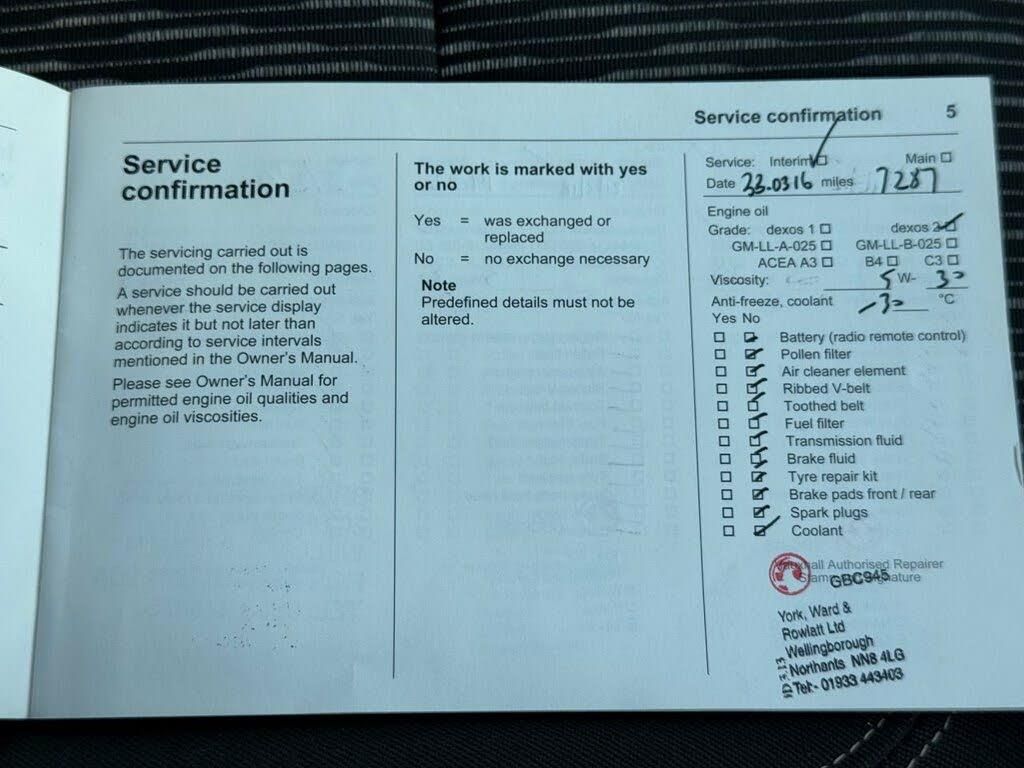 Service confirmation 5
Service
confirmation
The servicing carried out is
documented on the following pages.
A service should be carried out
whenever the service display
indicates it but not later than
according to service intervals
mentioned in the Owner's Manual.
Please see Owner's Manual for
permitted engine oil qualities and
engine oil viscosities.
The work is marked with yes
or no
Yes = was exchanged or
replaced
No = no exchange necessary
Note
Predefined details must not be
altered.
Service: Interim Main
Date 23.0316 miles 7287
Engine oil
Grade: dexos 1 dexos 2
GM-LL-A-025 GM-LL-B-025
ACEA A3 B4 C3
Viscosity: 5 W- 30
Anti-freeze, coolant -30 °C
Yes No
Battery (radio remote control)
Pollen filter
Air cleaner element
Ribbed V-belt
Toothed belt
Fuel filter
Transmission fluid
Brake fluid
Tyre repair kit
Brake pads front / rear
Spark plugs
Coolant
Vauxhall Authorised Repairer
GBC945
York, Ward &
Rowlatt Ltd
Wellingborough
Northants NN8 4LG
Tel:- 01933 443403